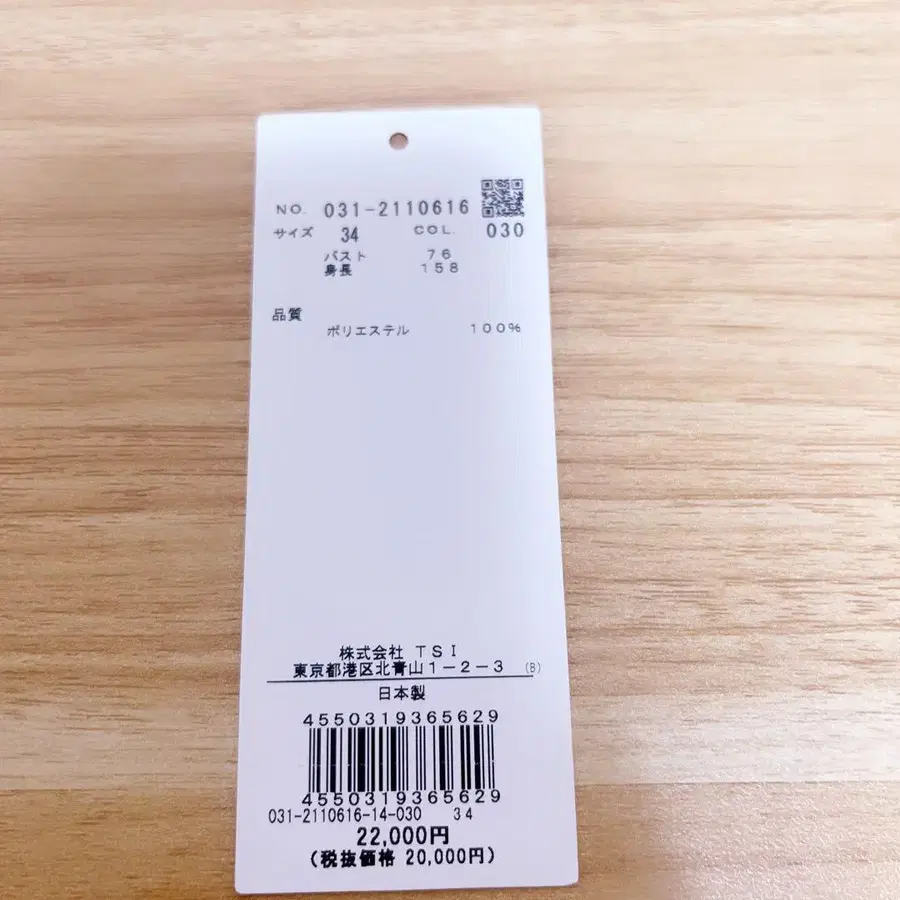 NO. 031-2110616
サイズ 34 COL. 030
バスト 76
身長 158
品質
ポリエステル 100%
株式会社 TSI
東京都港区北青山1-2-3 (B)
日本製
4550319365629
4550319365629
031-2110616-14-030 34
22,000円
(税抜価格 20,000円)